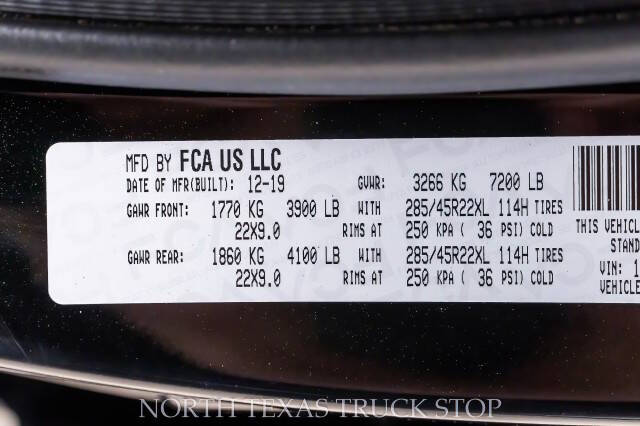 MFD BY FCA US LLC
DATE OF MFR(BUILT): 12-19 GVWR: 3266 KG 7200 LB
GAWR FRONT: 1770 KG 3900 LB WITH 285/45R22XL 114H TIRES
22X9.0 RIMS AT 250 KPA ( 36 PSI) COLD
GAWR REAR: 1860 KG 4100 LB WITH 285/45R22XL 114H TIRES
22X9.0 RIMS AT 250 KPA ( 36 PSI) COLD
THIS VEHICL
STAND
VIN: 1
VEHICLE
NORTH TEXAS TRUCK STOP